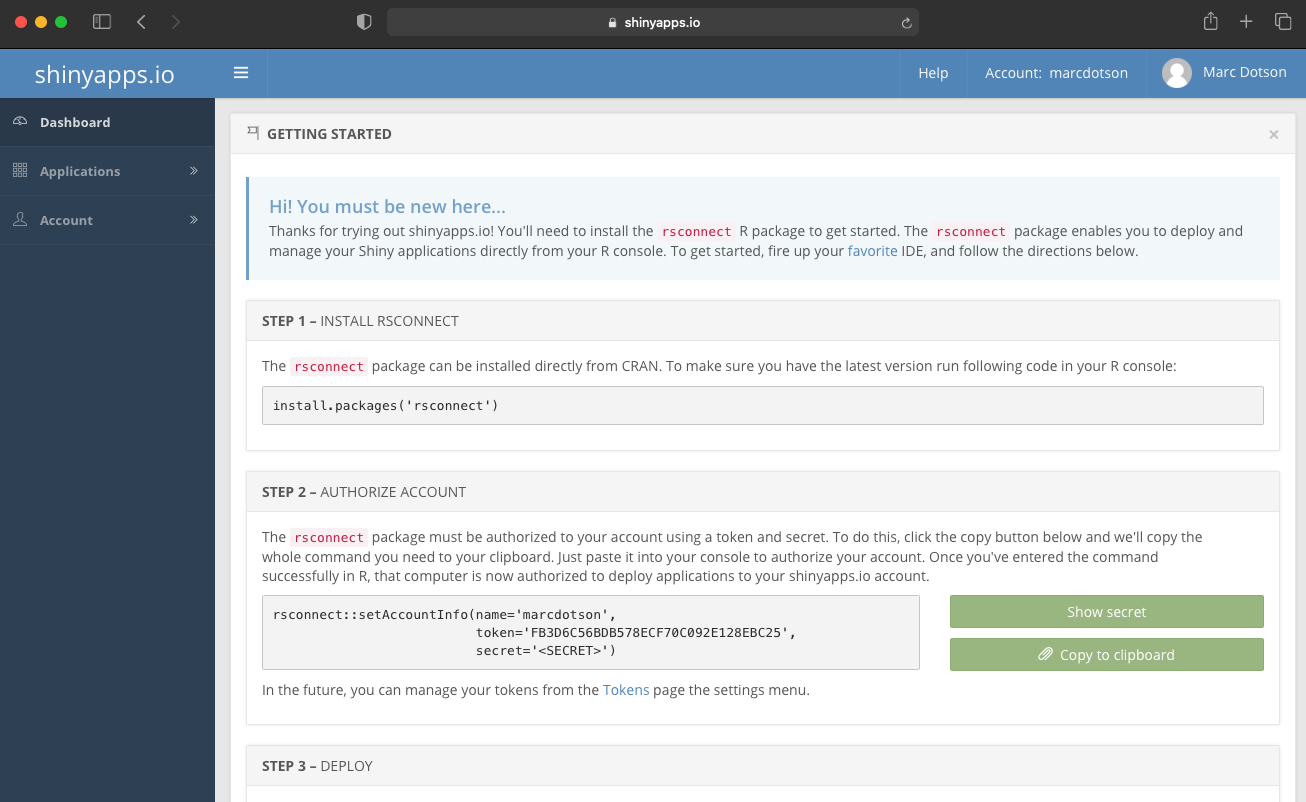 shinyapps.io
shinyapps.io
Help
Account: marcdotson
Marc Dotson
Dashboard
Applications
Account
GETTING STARTED
×
Hi! You must be new here...
Thanks for trying out shinyapps.io! You'll need to install the rsconnect R package to get started. The rsconnect package enables you to deploy and
manage your Shiny applications directly from your R console. To get started, fire up your favorite IDE, and follow the directions below.
STEP 1 – INSTALL RSCONNECT
The rsconnect package can be installed directly from CRAN. To make sure you have the latest version run following code in your R console:
install.packages('rsconnect')
STEP 2 – AUTHORIZE ACCOUNT
The rsconnect package must be authorized to your account using a token and secret. To do this, click the copy button below and we'll copy the
whole command you need to your clipboard. Just paste it into your console to authorize your account. Once you've entered the command
successfully in R, that computer is now authorized to deploy applications to your shinyapps.io account.
rsconnect::setAccountInfo(name='marcdotson',
token='FB3D6C56BDB578ECF70C092E128EBC25',
secret='<SECRET>')
Show secret
Copy to clipboard
In the future, you can manage your tokens from the Tokens page the settings menu.
STEP 3 – DEPLOY